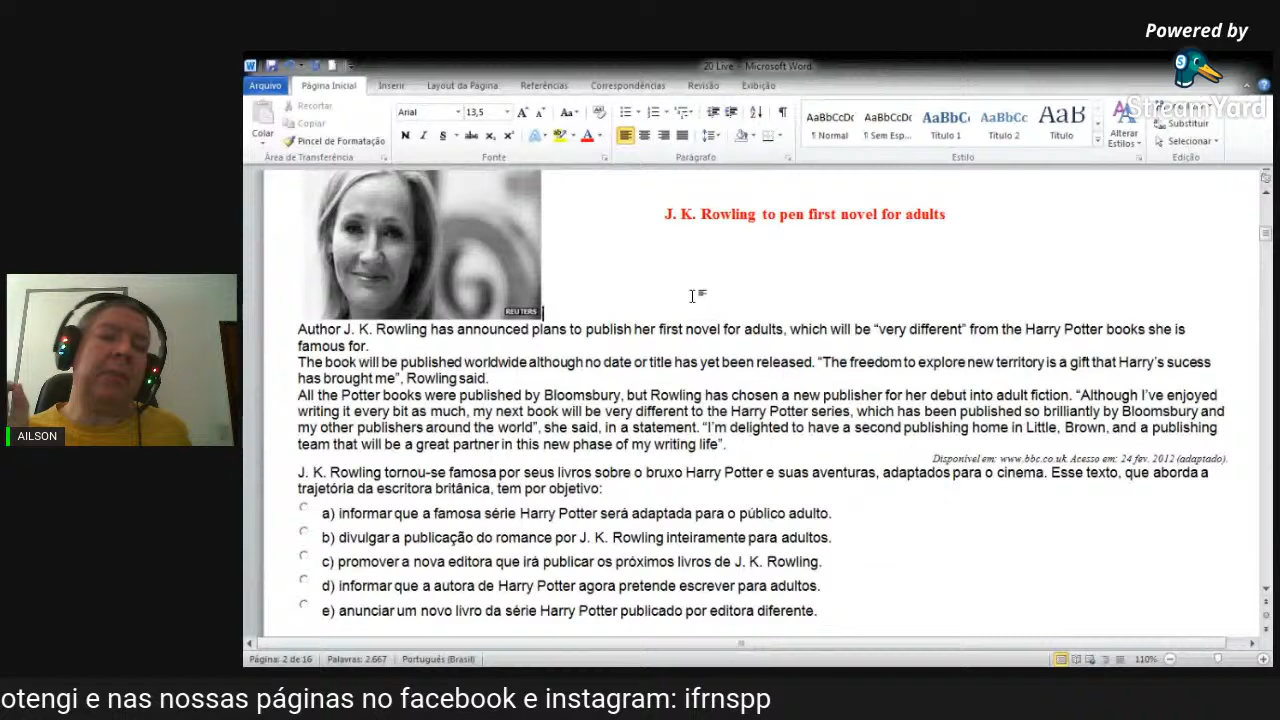 Powered by
StreamYard
20 Live - Microsoft Word
Arquivo Página Inicial Inserir Layout da Página Referências Correspondências Revisão Exibição
Colar
Recortar
Copiar
Pincel de Formatação
Área de Transferência
Arial 13,5
Fonte
Parágrafo
AaBbCcDc AaBbCcDc AaBbC AaBbCc AaB
¶ Normal ¶ Sem Esp... Título 1 Título 2 Título
Alterar
Estilos
Estilo
Substituir
Selecionar
Edição
J. K. Rowling to pen first novel for adults
REUTERS
Author J. K. Rowling has announced plans to publish her first novel for adults, which will be “very different” from the Harry Potter books she is
famous for.
The book will be published worldwide although no date or title has yet been released. “The freedom to explore new territory is a gift that Harry’s sucess
has brought me”, Rowling said.
All the Potter books were published by Bloomsbury, but Rowling has chosen a new publisher for her debut into adult fiction. “Although I’ve enjoyed
writing it every bit as much, my next book will be very different to the Harry Potter series, which has been published so brilliantly by Bloomsbury and
my other publishers around the world”, she said, in a statement. “I’m delighted to have a second publishing home in Little, Brown, and a publishing
team that will be a great partner in this new phase of my writing life”.
Disponível em: www.bbc.co.uk. Acesso em: 24 fev. 2012 (adaptado).
J. K. Rowling tornou-se famosa por seus livros sobre o bruxo Harry Potter e suas aventuras, adaptados para o cinema. Esse texto, que aborda a
trajetória da escritora britânica, tem por objetivo:
a) informar que a famosa série Harry Potter será adaptada para o público adulto.
b) divulgar a publicação do romance por J. K. Rowling inteiramente para adultos.
c) promover a nova editora que irá publicar os próximos livros de J. K. Rowling.
d) informar que a autora de Harry Potter agora pretende escrever para adultos.
e) anunciar um novo livro da série Harry Potter publicado por editora diferente.
AILSON
Página: 2 de 16 Palavras: 2.667 Português (Brasil) 110%
otengi e nas nossas páginas no facebook e instagram: ifrnspp